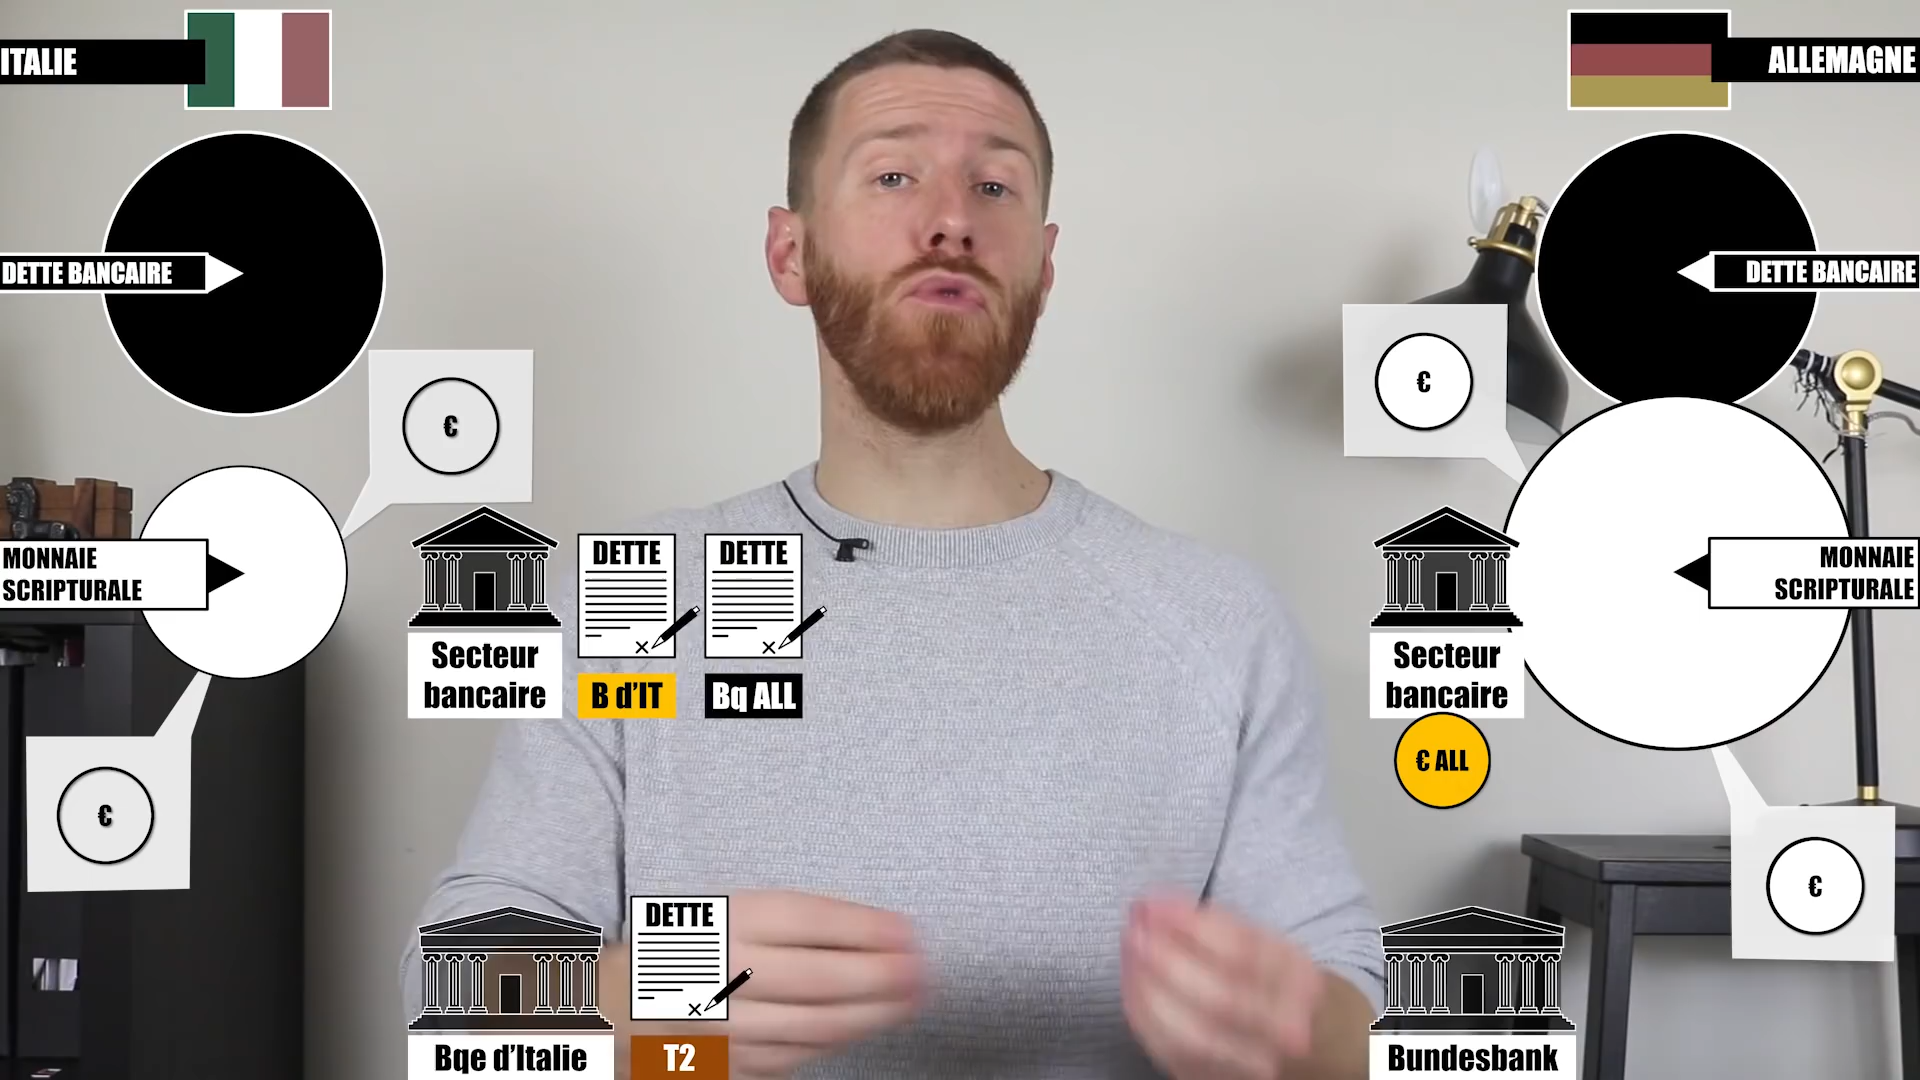 ITALIE
ALLEMAGNE
DETTE BANCAIRE
DETTE BANCAIRE
€
€
MONNAIE
SCRIPTURALE
DETTE
DETTE
MONNAIE
SCRIPTURALE
Secteur
bancaire
B d'IT
Bq ALL
Secteur
bancaire
€ ALL
€
€
DETTE
Bqe d'Italie
T2
Bundesbank